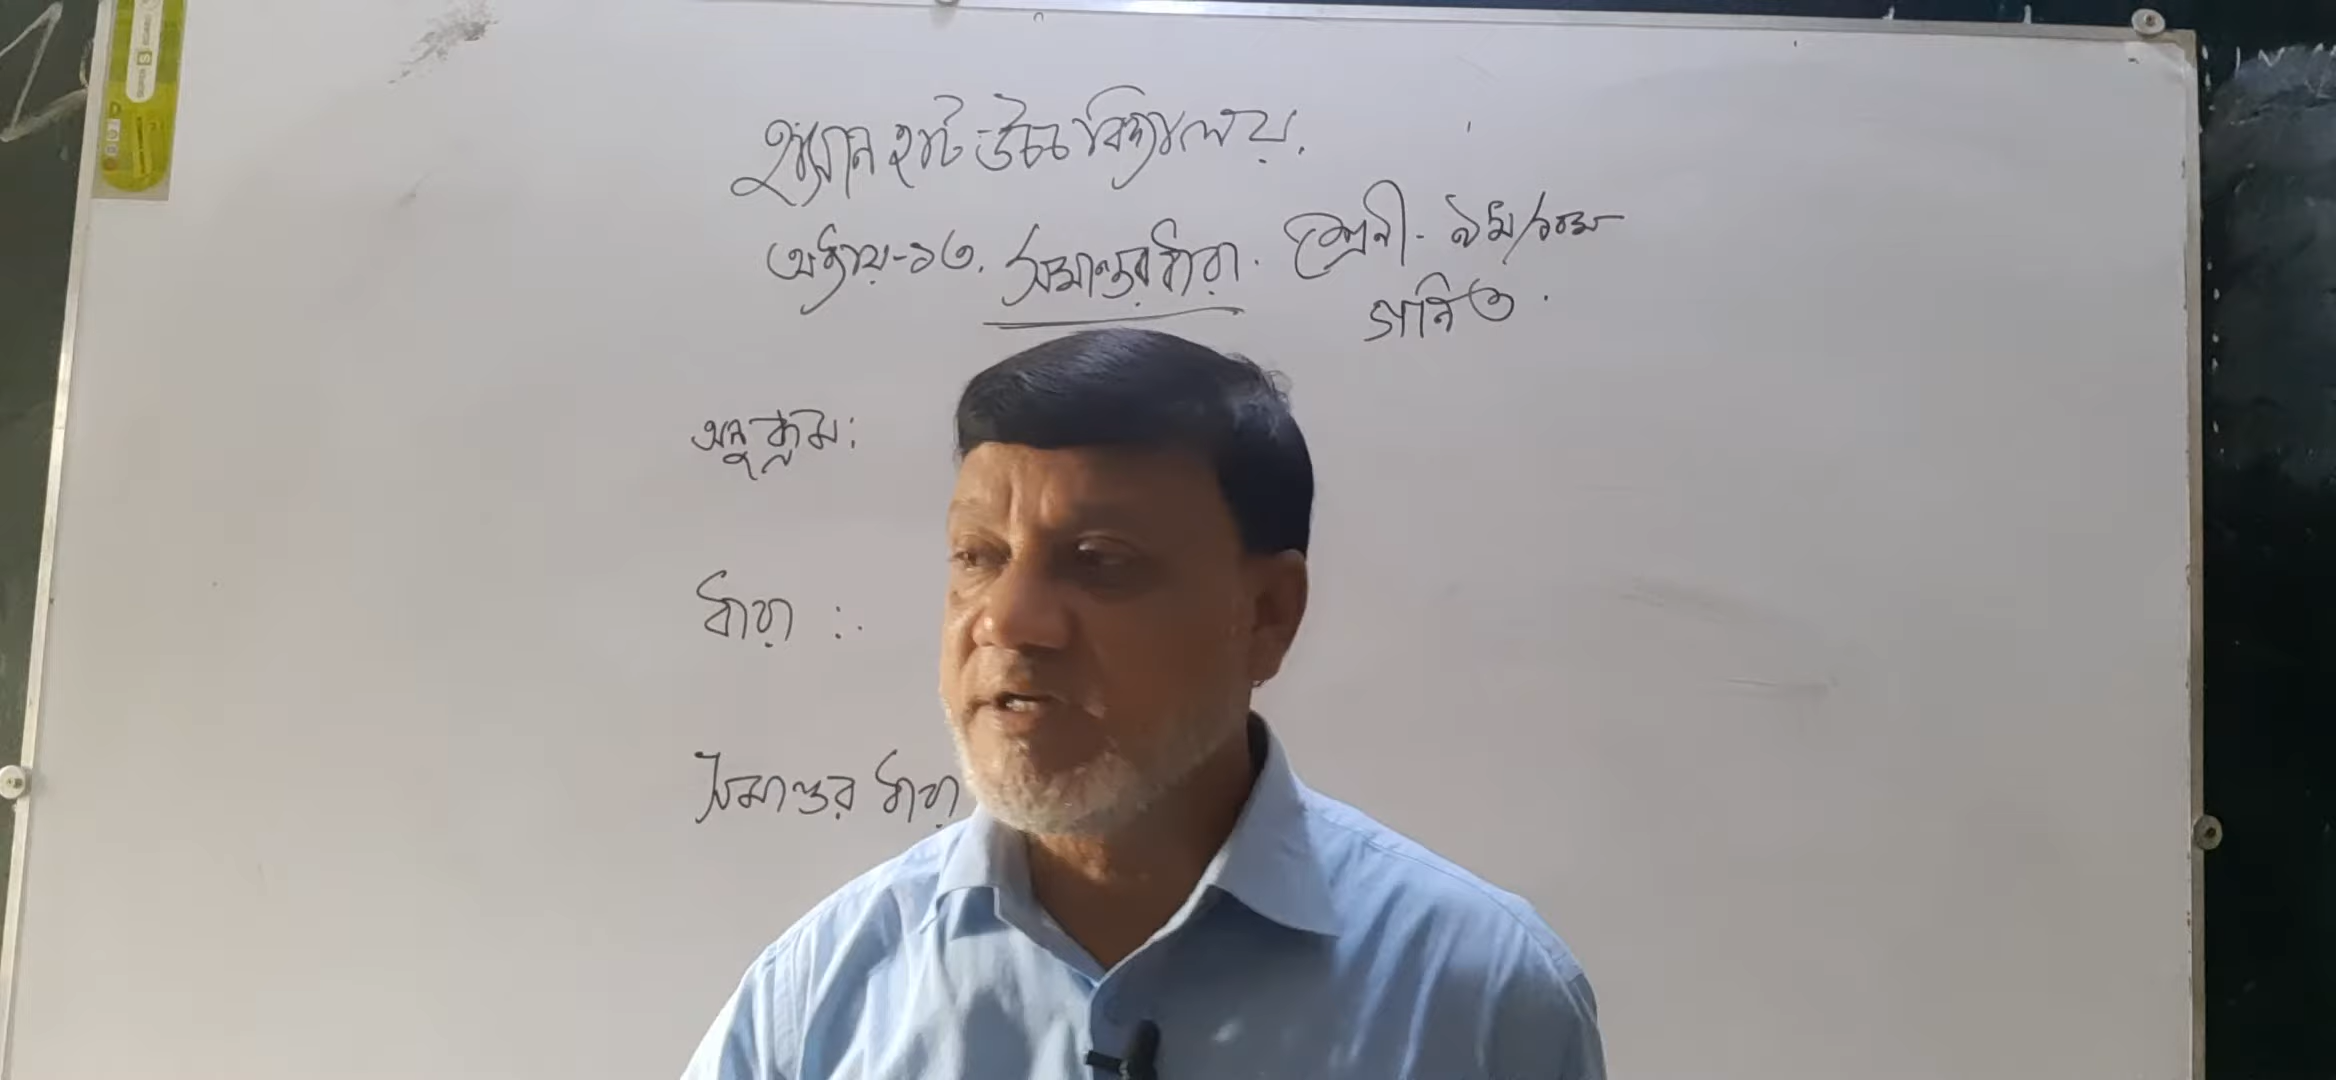 হাট উচ্চ বিদ্যালয়.
অধ্যায়-১৩. সমান্তর ধারা. শ্রেনী- ৯ম/১০ম
গনিত.
অনুক্রম:
ধারা :.
সমান্তর ধারা